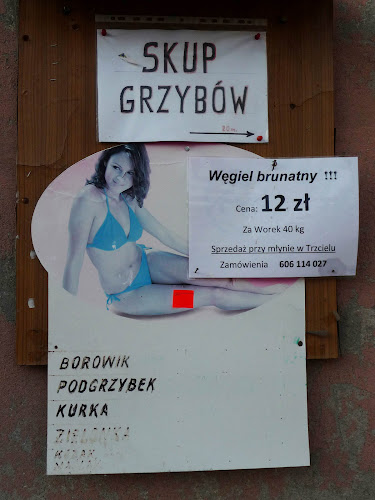 SKUP
GRZYBÓW
Węgiel brunatny !!!
Cena: 12 zł
Za Worek 40 kg
Sprzedaż przy młynie w Trzcielu
Zamówienia 606 114 027
BOROWIK
PODGRZYBEK
KURKA
ZIELONKA